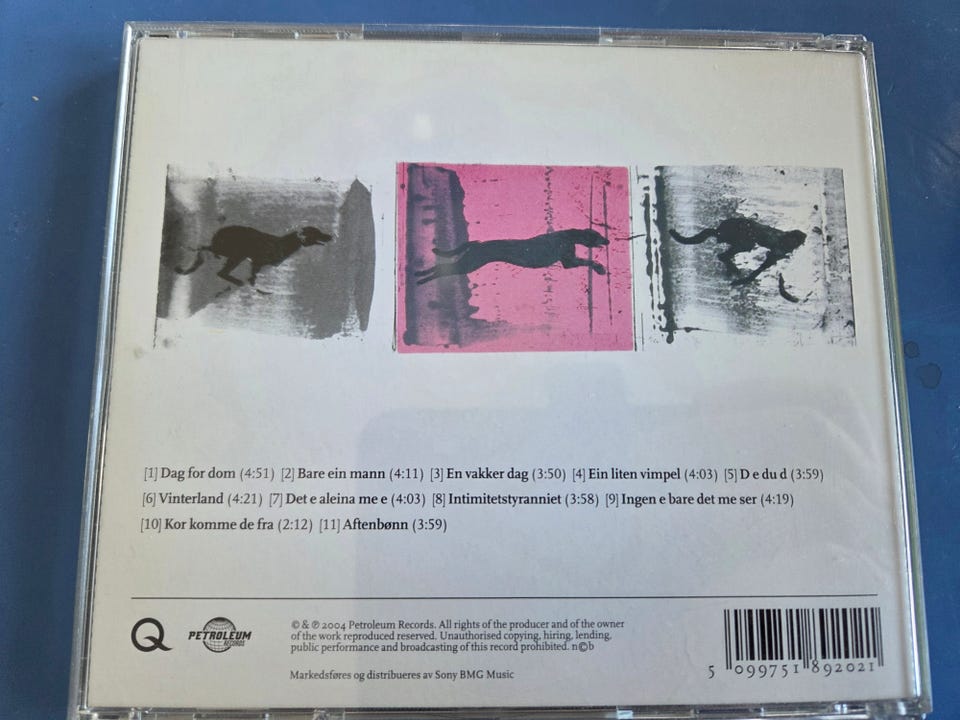 [1] Dag for dom (4:51) [2] Bare ein mann (4:11) [3] En vakker dag (3:50) [4] Ein liten vimpel (4:03) [5] D e du d (3:59)
[6] Vinterland (4:21) [7] Det e aleina me e (4:03) [8] Intimitetstyranniet (3:58) [9] Ingen e bare det me ser (4:19)
[10] Kor komme de fra (2:12) [11] Aftenbønn (3:59)
Q
PETROLEUM
RECORDS
© & ℗ 2004 Petroleum Records. All rights of the producer and of the owner
of the work reproduced reserved. Unauthorised copying, hiring, lending,
public performance and broadcasting of this record prohibited. n©b
Markedsføres og distribueres av Sony BMG Music
5 099751 892021